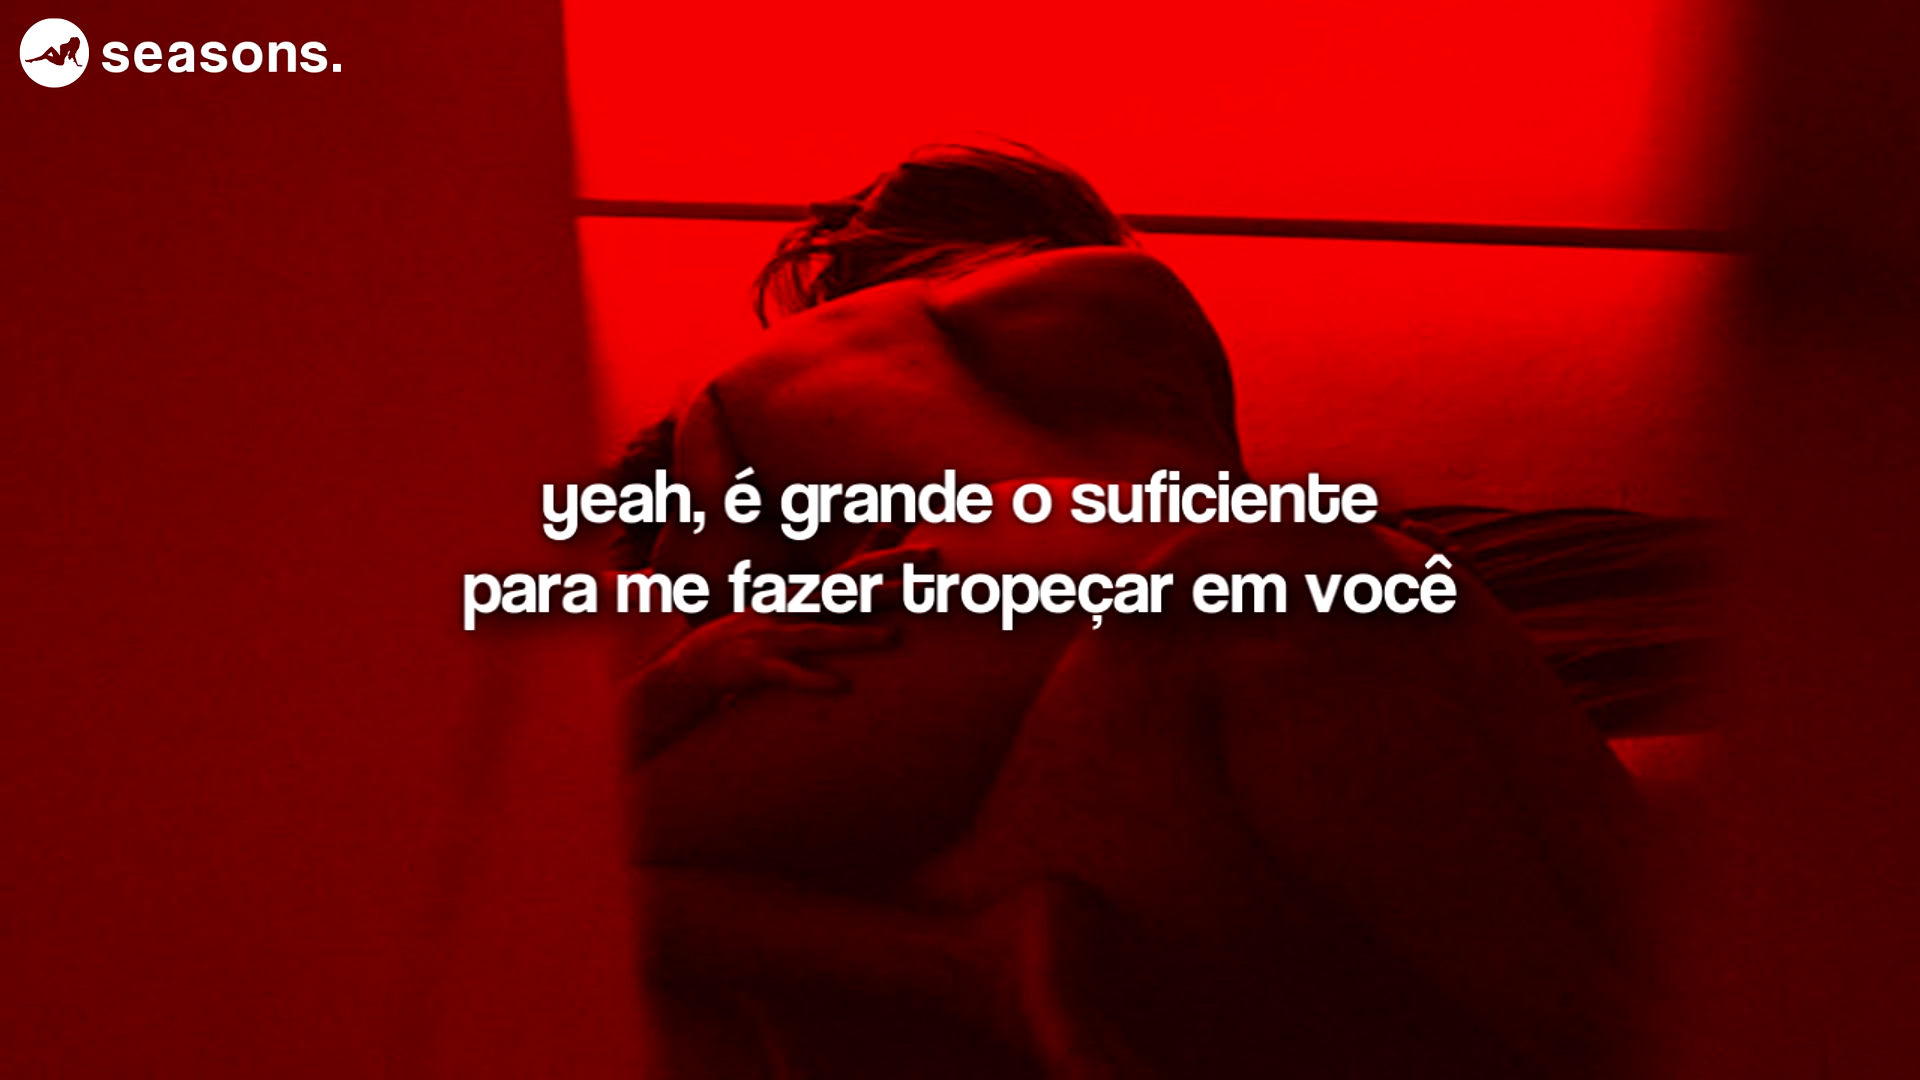 seasons.
yeah, é grande o suficiente
para me fazer tropeçar em você